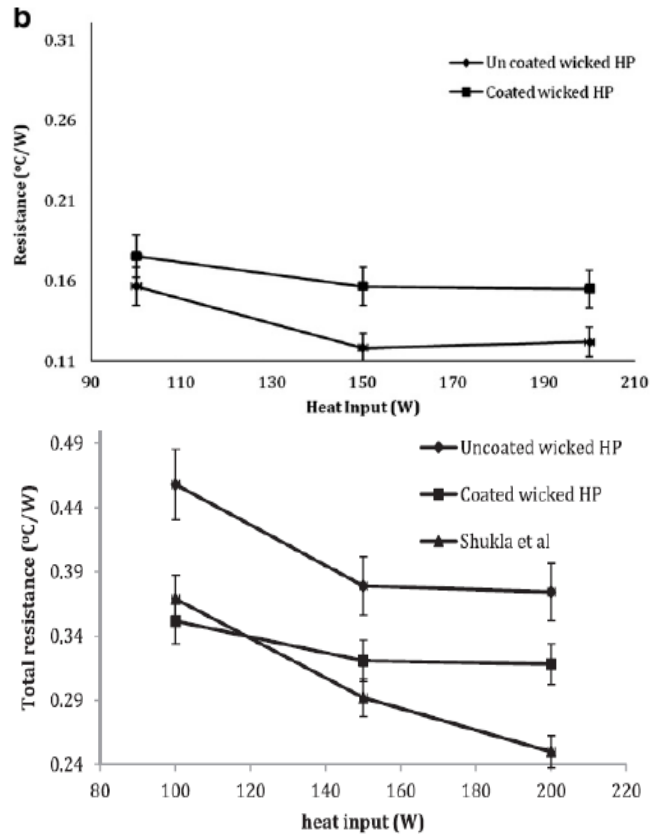 b
0.31
0.26
0.21
0.16
0.11
Resistance (°C/W)
Un coated wicked HP
Coated wicked HP
90 110 130 150 170 190 210
Heat Input (W)
0.49
0.44
0.39
0.34
0.29
0.24
Total resistance (°C/W)
Uncoated wicked HP
Coated wicked HP
Shukla et al
80 100 120 140 160 180 200 220
heat input (W)